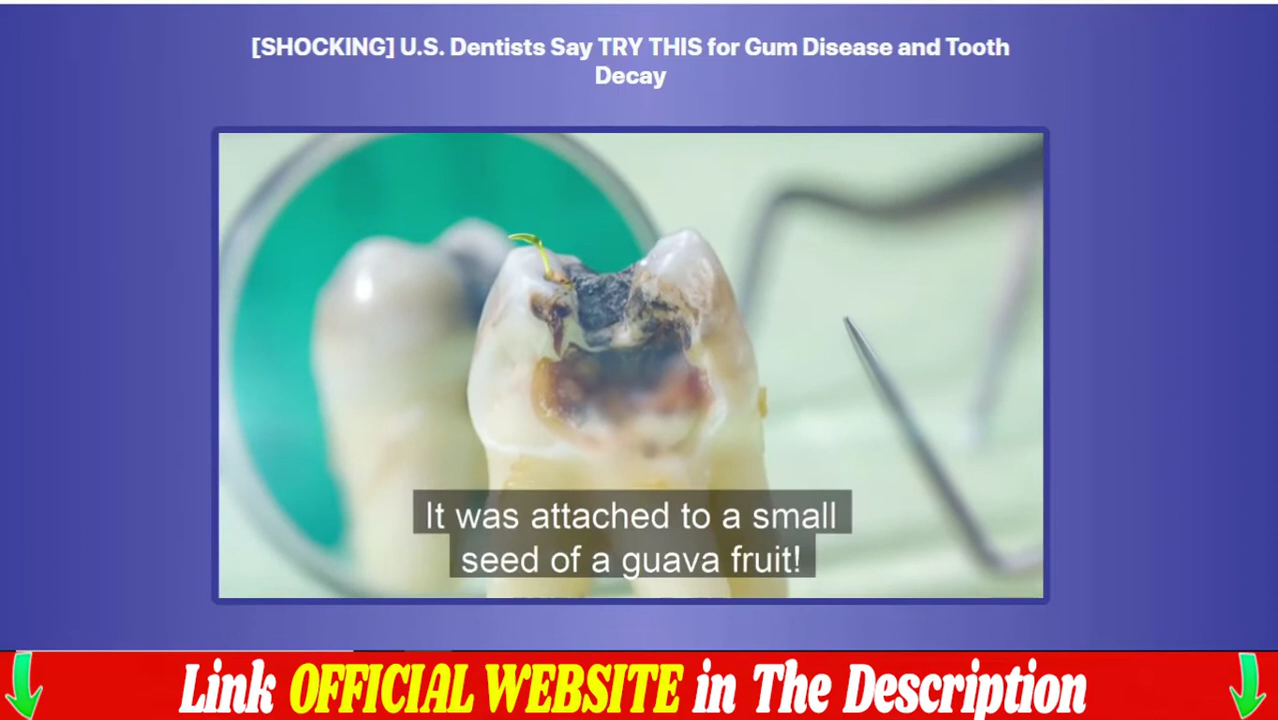 [SHOCKING] U.S. Dentists Say TRY THIS for Gum Disease and Tooth
Decay
It was attached to a small
seed of a guava fruit!
Link OFFICIAL WEBSITE in The Description